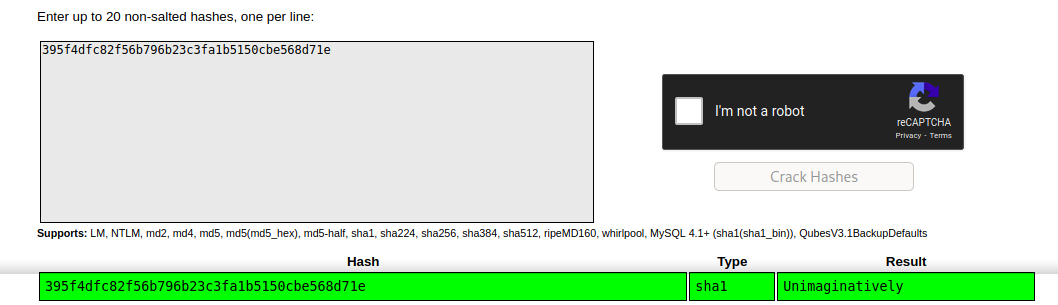 Enter up to 20 non-salted hashes, one per line:
395f4dfc82f56b796b23c3fa1b5150cbe568d71e
I'm not a robot
reCAPTCHA
Privacy - Terms
Crack Hashes
Supports: LM, NTLM, md2, md4, md5, md5(md5_hex), md5-half, sha1, sha224, sha256, sha384, sha512, ripeMD160, whirlpool, MySQL 4.1+ (sha1(sha1_bin)), QubesV3.1BackupDefaults
Hash Type Result
395f4dfc82f56b796b23c3fa1b5150cbe568d71e sha1 Unimaginatively